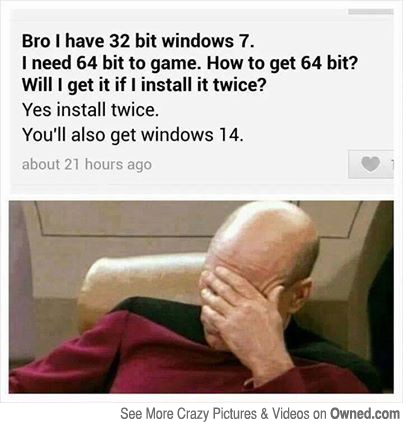 Bro I have 32 bit windows 7.
I need 64 bit to game. How to get 64 bit?
Will I get it if I install it twice?
Yes install twice.
You'll also get windows 14.
about 21 hours ago
See More Crazy Pictures & Videos on Owned.com